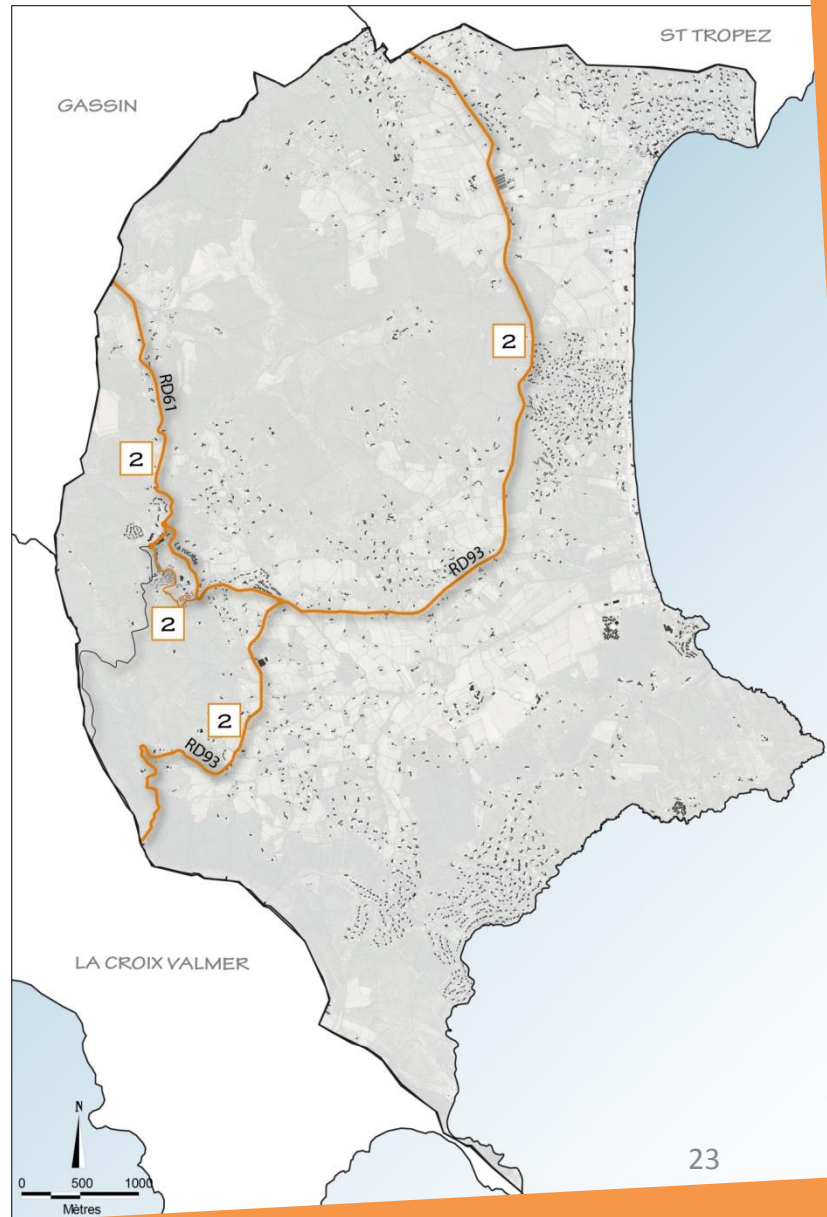 ST TROPEZ
GASSIN
2
RD61
2
RD93
2
2
RD93
LA CROIX VALMER
N
0 500 1000
Mètres
23